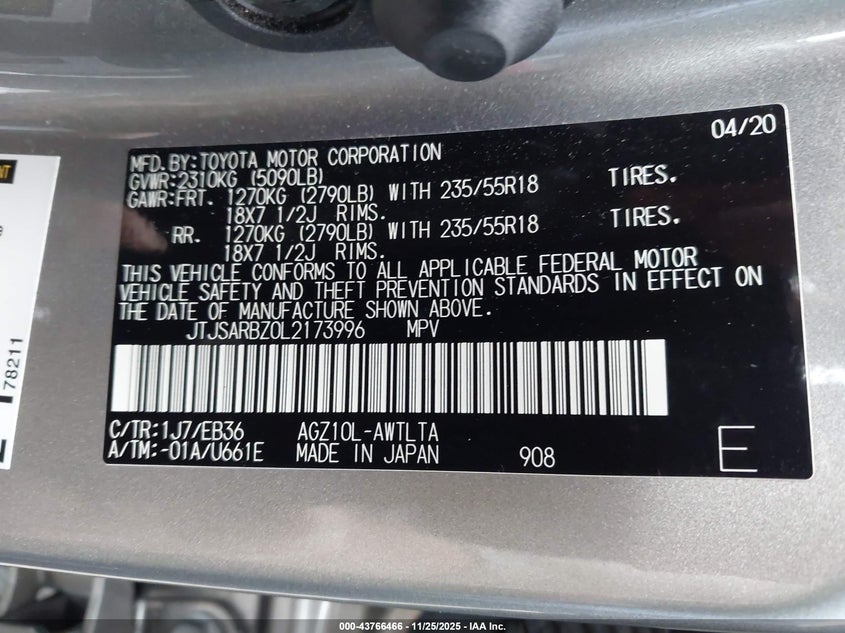 04/20
MFD.BY:TOYOTA MOTOR CORPORATION
GVWR:2310KG (5090LB)
GAWR:FRT. 1270KG (2790LB) WITH 235/55R18 TIRES.
18X7 1/2J RIMS.
RR. 1270KG (2790LB) WITH 235/55R18 TIRES.
18X7 1/2J RIMS.
THIS VEHICLE CONFORMS TO ALL APPLICABLE FEDERAL MOTOR
VEHICLE SAFETY AND THEFT PREVENTION STANDARDS IN EFFECT ON
THE DATE OF MANUFACTURE SHOWN ABOVE.
JTJSARBZ0L2173996 MPV
C/TR:1J7/EB36 AGZ10L-AWTLTA
A/TM:-01A/U661E MADE IN JAPAN 908 E
78211
000-43766466 - 11/25/2025 - IAA Inc.